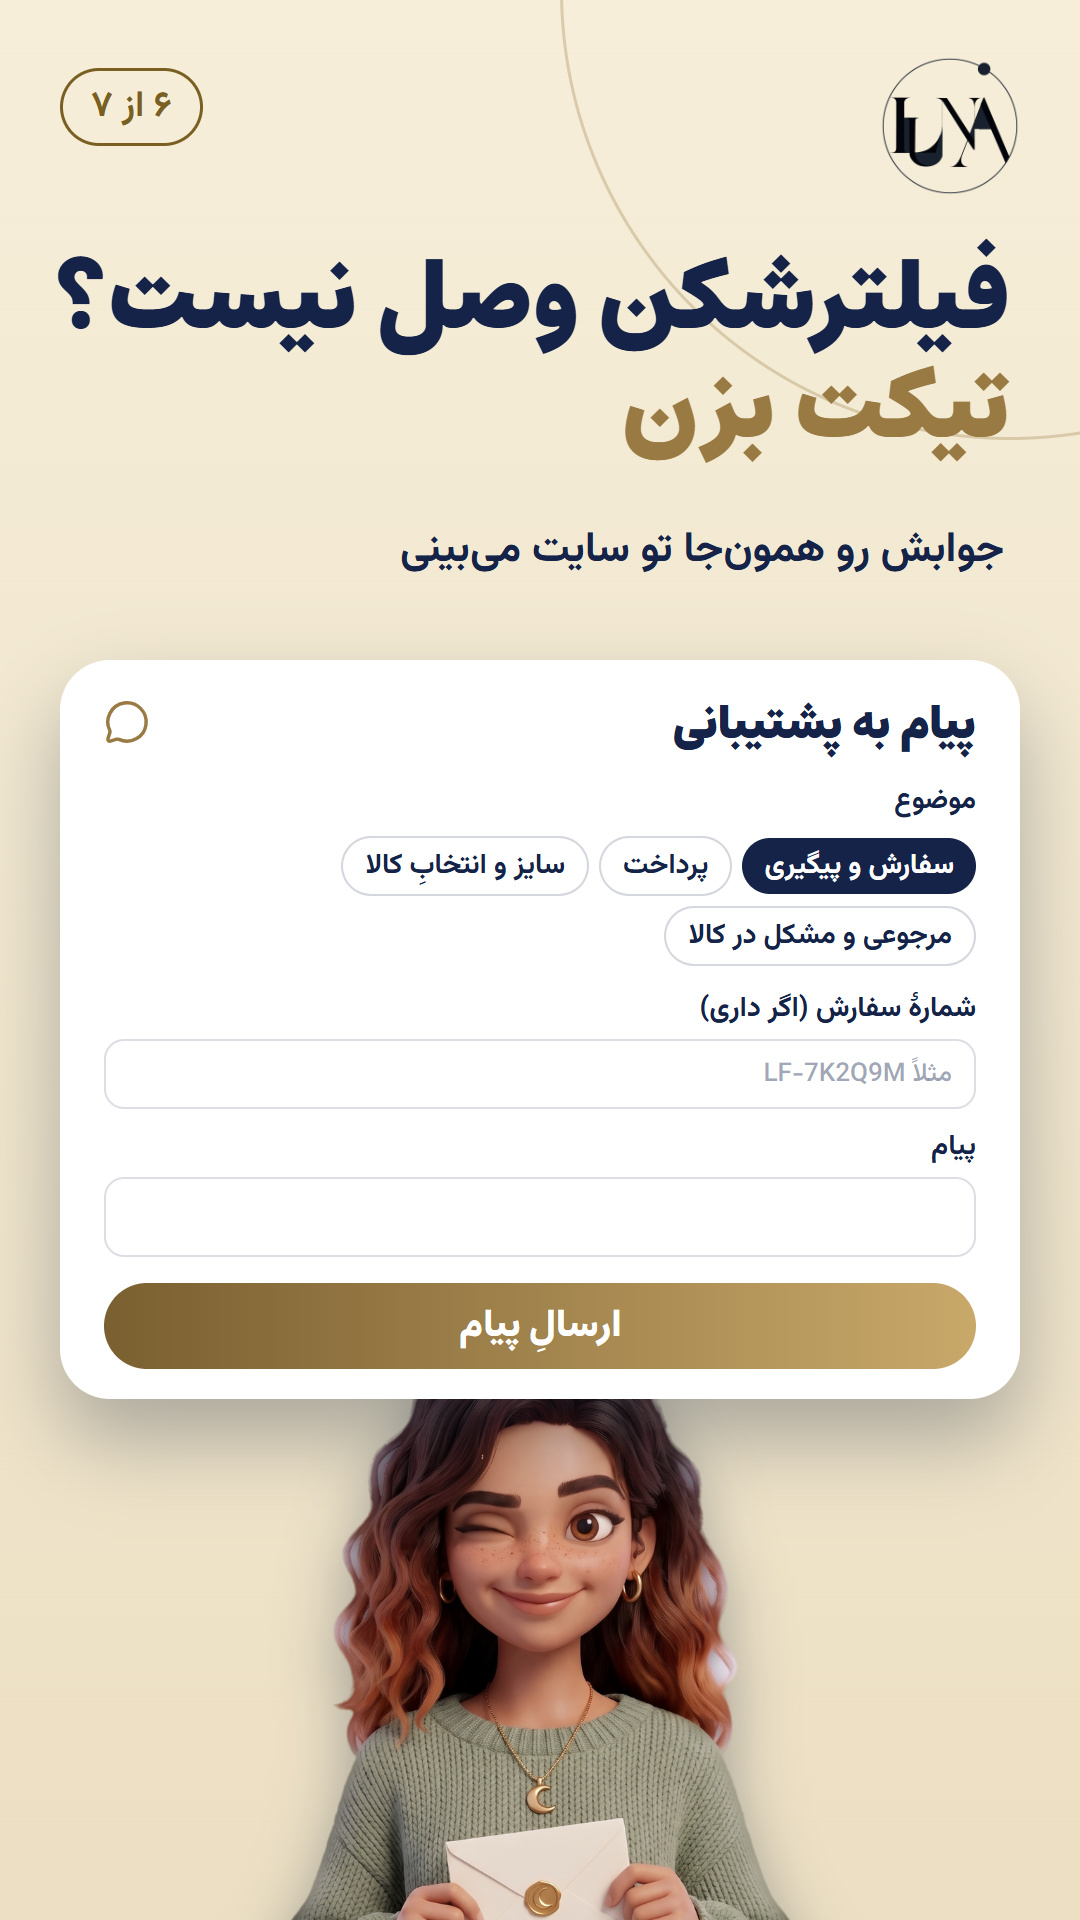 LUNA
۶ از ۷
فیلترشکن وصل نیست؟
تیکت بزن
جوابش رو همون‌جا تو سایت می‌بینی
پیام به پشتیبانی
موضوع
سفارش و پیگیری
پرداخت
سایز و انتخابِ کالا
مرجوعی و مشکل در کالا
شمارهٔ سفارش (اگر داری)
مثلاً LF-7K2Q9M
پیام
ارسالِ پیام